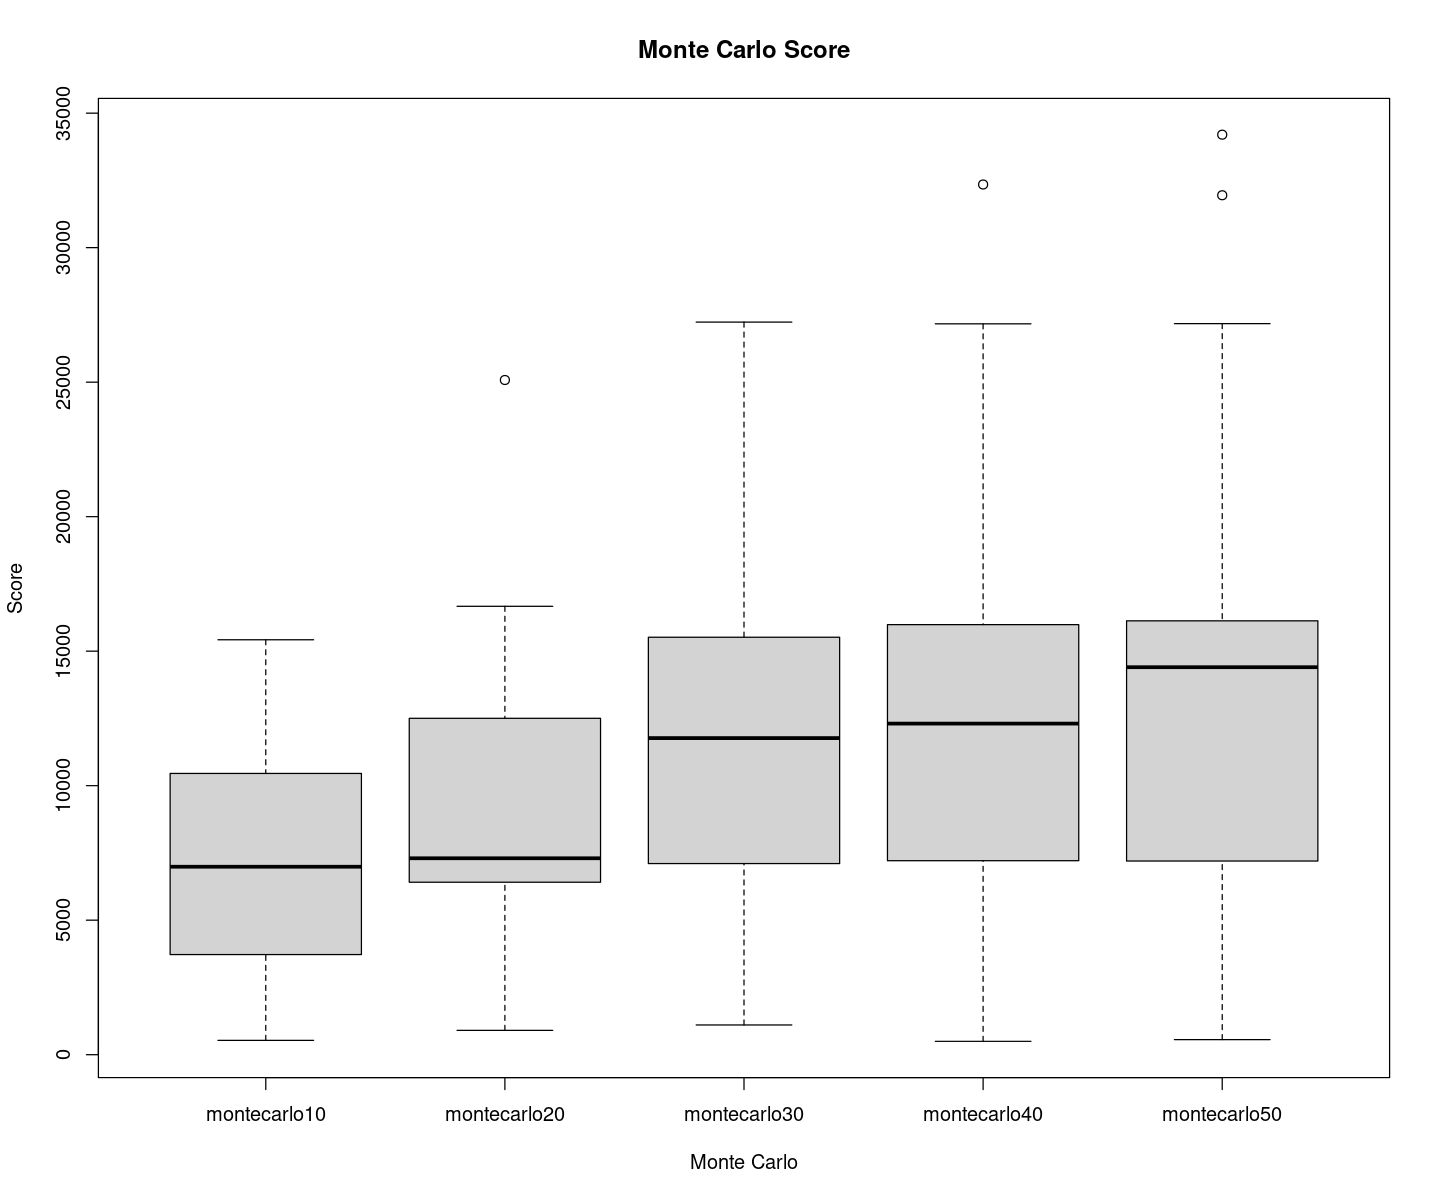 Monte Carlo Score
35000
30000
25000
20000
15000
10000
5000
0
Score
montecarlo10 montecarlo20 montecarlo30 montecarlo40 montecarlo50
Monte Carlo